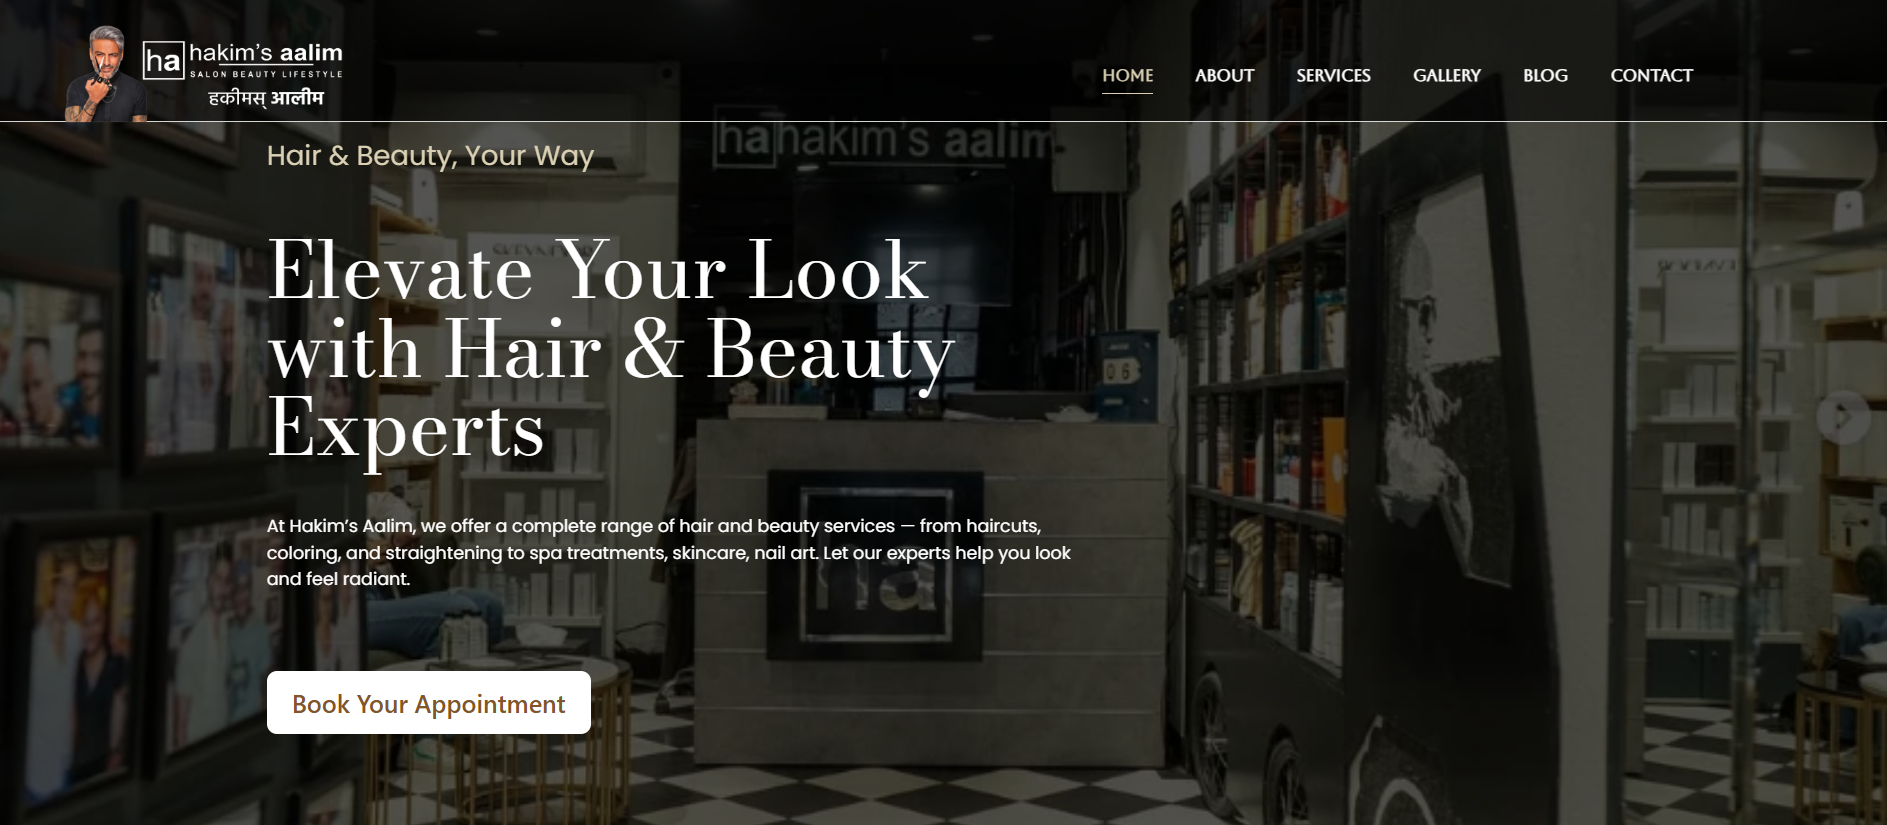 ha hakim's aalim
SALON BEAUTY LIFESTYLE
हकीमस् आलीम
HOME ABOUT SERVICES GALLERY BLOG CONTACT
ha hakim's aalim
Hair & Beauty, Your Way
Elevate Your Look
with Hair & Beauty
Experts
06
At Hakim’s Aalim, we offer a complete range of hair and beauty services — from haircuts,
coloring, and straightening to spa treatments, skincare, nail art. Let our experts help you look
and feel radiant.
ha
Book Your Appointment